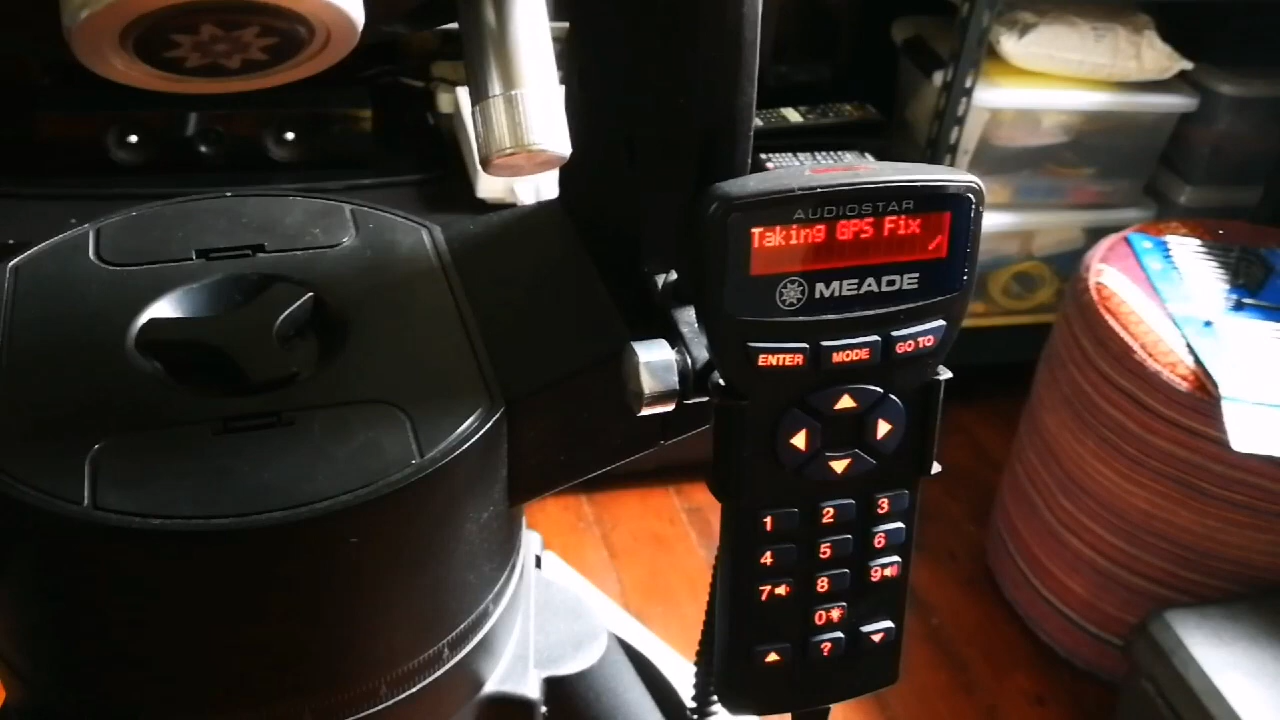 AUDIOSTAR
Taking GPS Fix
MEADE
ENTER MODE GO TO
1 2 3
4 5 6
7 8 9
0
?